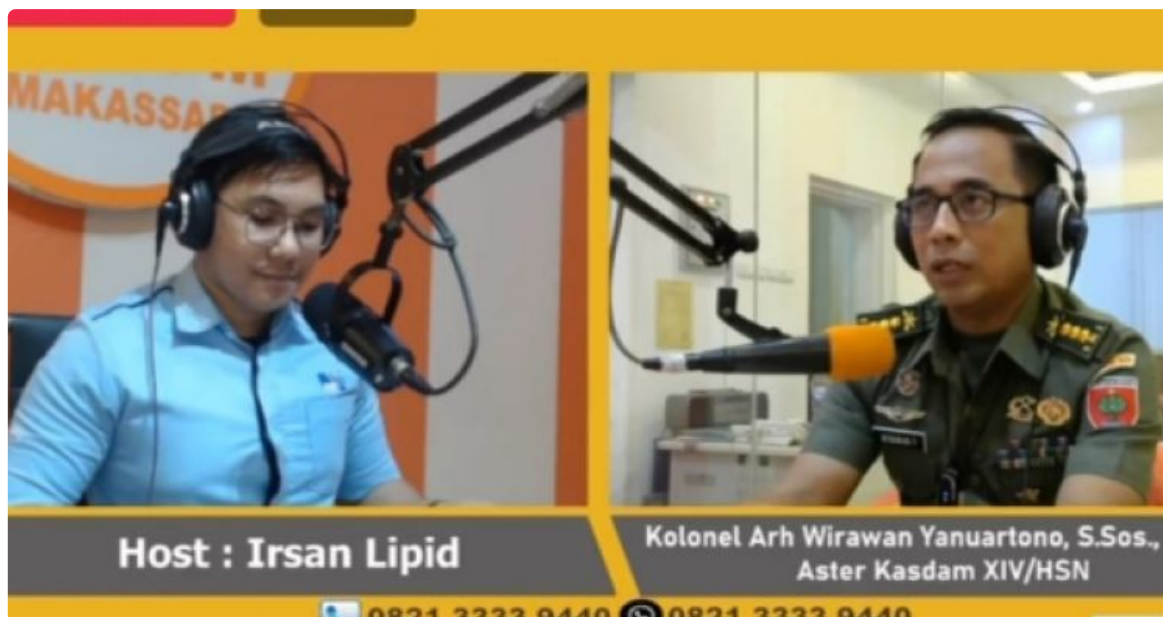 MAKASSAR
Host : Irsan Lipid
Kolonel Arh Wirawan Yanuartono, S.Sos.,
Aster Kasdam XIV/HSN
0821 3333 9440 0821 3333 9440